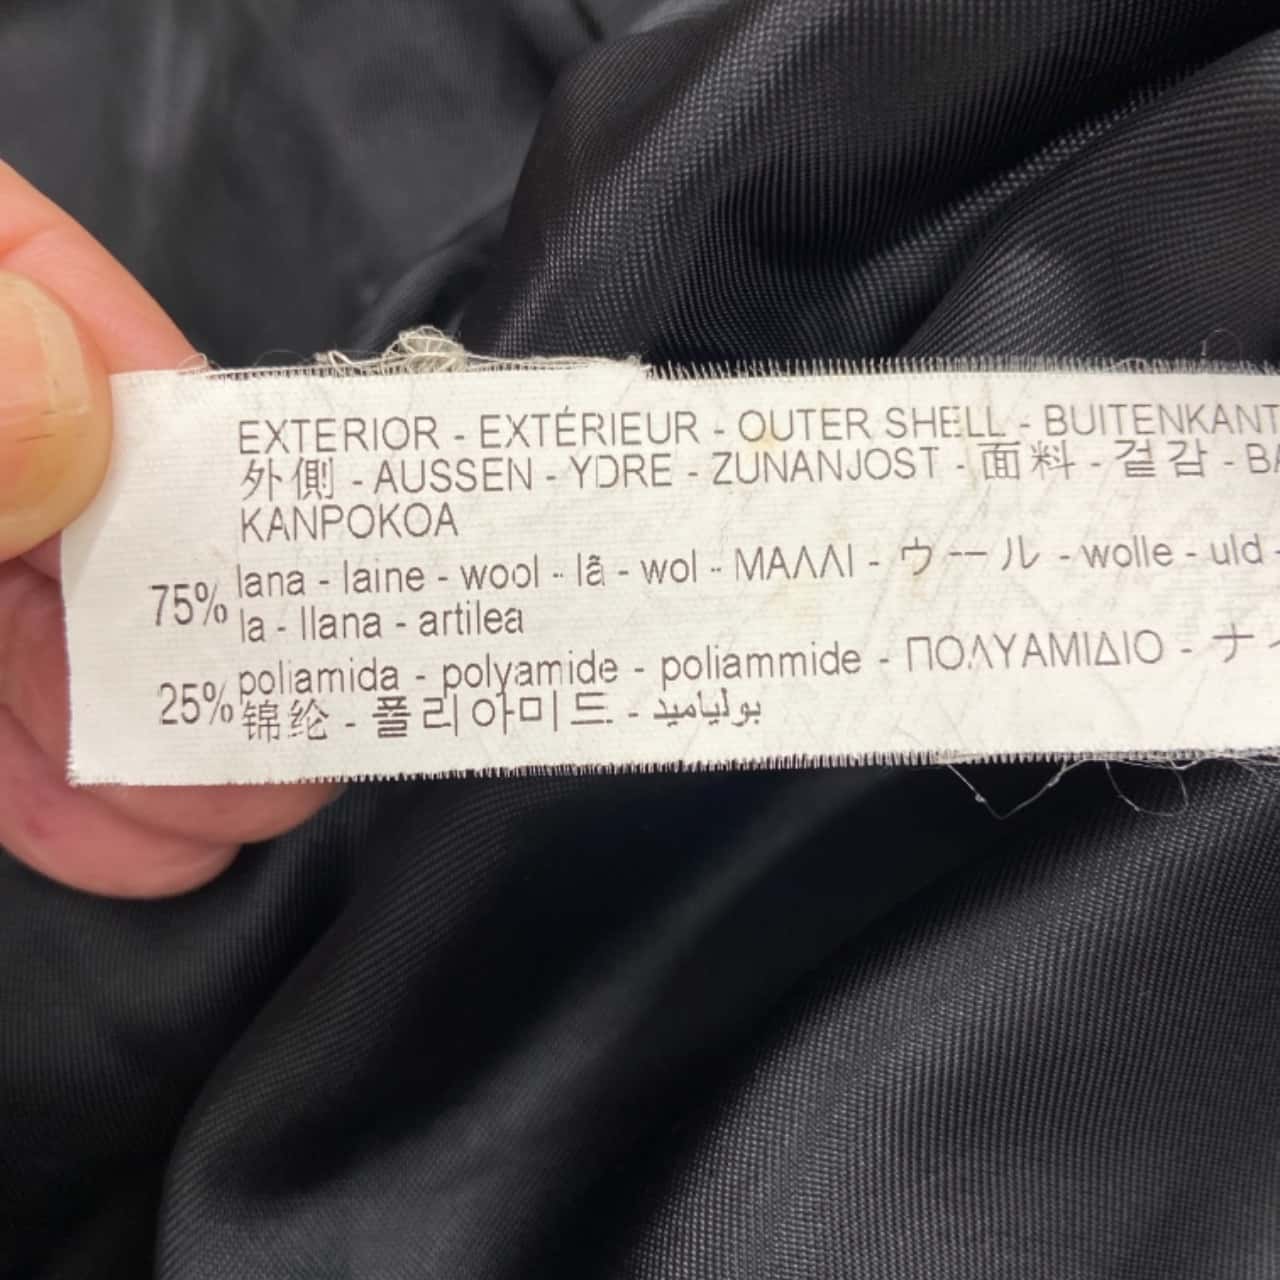 EXTERIOR - EXTÉRIEUR - OUTER SHELL - BUITENKANT
外側 - AUSSEN - YDRE - ZUNANJOST - 面料 - 겉감 -
KANPOKOA
75% lana - laine - wool - lã - wol - ΜΑΛΛΙ - ウール - wolle - uld -
la - llana - artilea
25% poliamida - polyamide - poliammide - ΠΟΛΥΑΜΙΔΙΟ -
锦纶 - 폴리아미드 - بولياميد